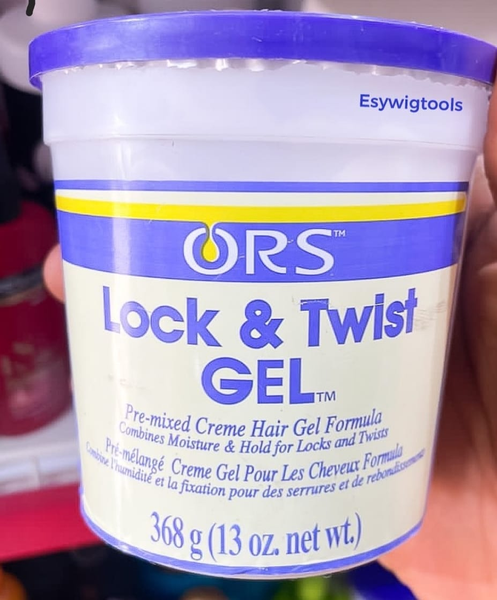 Esywigtools
ORS™
Lock & Twist
GEL™
Pre-mixed Creme Hair Gel Formula
Combines Moisture & Hold for Locks and Twists
Pré-mélangé Creme Gel Pour Les Cheveux Formula
Combine l'humidité et la fixation pour des serrures et de rebondissements
368 g (13 oz. net wt.)